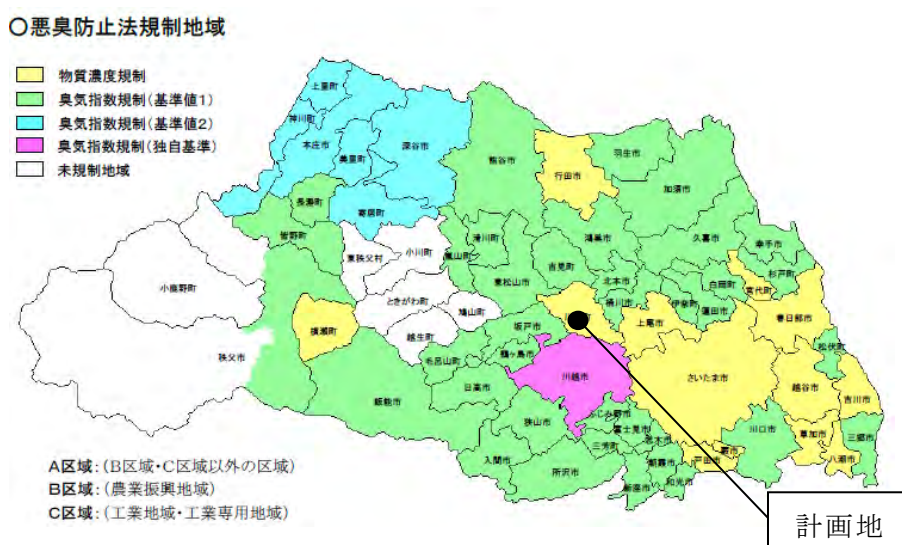 〇悪臭防止法規制地域
物質濃度規制
臭気指数規制(基準値1)
臭気指数規制(基準値2)
臭気指数規制(独自基準)
未規制地域
上里町
神川町
本庄市
美里町
深谷市
寄居町
長瀞町
皆野町
小鹿野町
秩父市
横瀬町
東秩父村
小川町
ときがわ町
越生町
鳩山町
毛呂山町
飯能市
日高市
嵐山町
滑川町
東松山市
吉見町
熊谷市
行田市
羽生市
加須市
鴻巣市
北本市
桶川市
久喜市
幸手市
白岡町
杉戸町
宮代町
伊奈町
蓮田市
上尾市
春日部市
松伏町
坂戸市
鶴ヶ島市
川越市
さいたま市
越谷市
吉川市
狭山市
入間市
所沢市
ふじみ野市
富士見市
三芳町
志木市
朝霞市
新座市
和光市
戸田市
蕨市
川口市
草加市
八潮市
三郷市
A区域:(B区域・C区域以外の区域)
B区域:(農業振興地域)
C区域:(工業地域・工業専用地域)
計画地